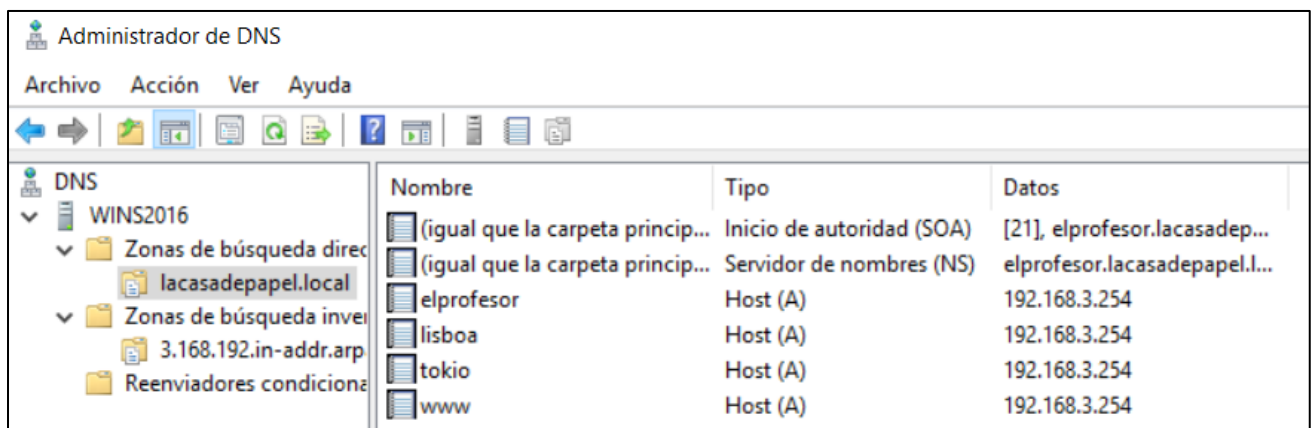 Administrador de DNS
Archivo Acción Ver Ayuda
DNS
WINS2016
Zonas de búsqueda direc
lacasadepapel.local
Zonas de búsqueda inver
3.168.192.in-addr.arp
Reenviadores condiciona
Nombre Tipo Datos
(igual que la carpeta princip... Inicio de autoridad (SOA) [21], elprofesor.lacasadep...
(igual que la carpeta princip... Servidor de nombres (NS) elprofesor.lacasadepapel.l...
elprofesor Host (A) 192.168.3.254
lisboa Host (A) 192.168.3.254
tokio Host (A) 192.168.3.254
www Host (A) 192.168.3.254